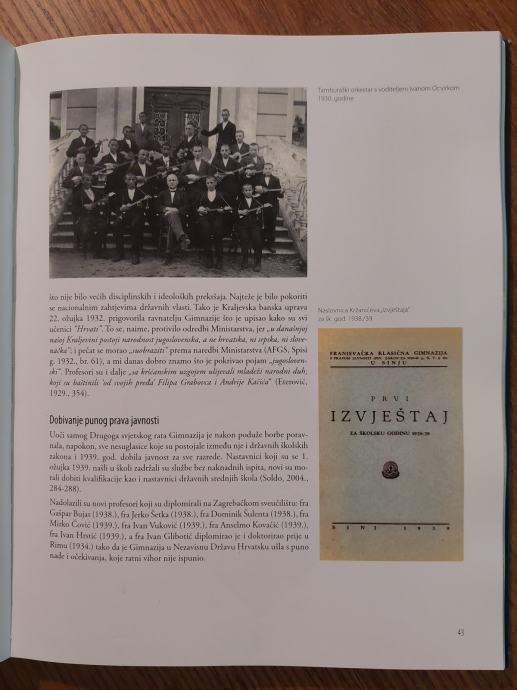 Tamburaški orkestar s voditeljem Ivanom Ocvirkom
1930. godine
što nije bilo većih disciplinskih i ideoloških prekršaja. Najteže je bilo pokoriti
se nacionalnim zahtjevima državnih vlasti. Tako je Kraljevska banska uprava
22. ožujka 1932. prigovorila ravnatelju Gimnazije što je upisao kako su svi
učenici "Hrvati". To se, naime, protivilo odredbi Ministarstva, jer „u današnjoj
našoj Kraljevini postoji narodnost jugoslovenska, a ne hrvatska, ni srpska, ni slove-
načka"; i pečat se morao „saobraziti" prema naredbi Ministarstva (AFGS, Spisi
g. 1932., br. 61), a mi danas dobro znamo što je pokrivao pojam „jugosloven-
ski". Profesori su i dalje „sa kršćanskim uzgojem ulijevali mladeži narodni duh,
koji su baštinili 'od svojih pređa' Filipa Grabovca i Andrije Kačića" (Eterović,
1929., 354).
Naslovnica Kržanićeva „Izvještaja"
za šk. god. 1938./39.
FRANJEVAČKA KLASIČNA GIMNAZIJA
U SINJU
PRVI
IZVJEŠTAJ
ZA ŠKOLSKU GODINU 1938-39
SINJ 1939
Dobivanje punog prava javnosti
Uoči samog Drugoga svjetskog rata Gimnazija je nakon poduže borbe porav-
nala, napokon, sve nesuglasice koje su postojale između nje i državnih školskih
zakona i 1939. god. dobila javnost za sve razrede. Nastavnici koji su se 1.
ožujka 1939. našli u školi zadržali su službe bez naknadnih ispita, novi su mo-
rali dobiti kvalifikacije kao i nastavnici državnih srednjih škola (Soldo, 2004.,
284-288).
Nadolazili su novi profesori koji su diplomirali na Zagrebačkom sveučilištu: fra
Gašpar Bujas (1938.), fra Jerko Šetka (1938.), fra Dominik Šulenta (1938.), fra
Mirko Čović (1939.), fra Ivan Vuković (1939.), fra Anselmo Kovačić (1939.),
fra Ivan Hrstić (1939.), a fra Ivan Glibotić diplomirao je i doktorirao prije u
Rimu (1934.) tako da je Gimnazija u Nezavisnu Državu Hrvatsku ušla s puno
nade i očekivanja, koje ratni vihor nije ispunio.
43